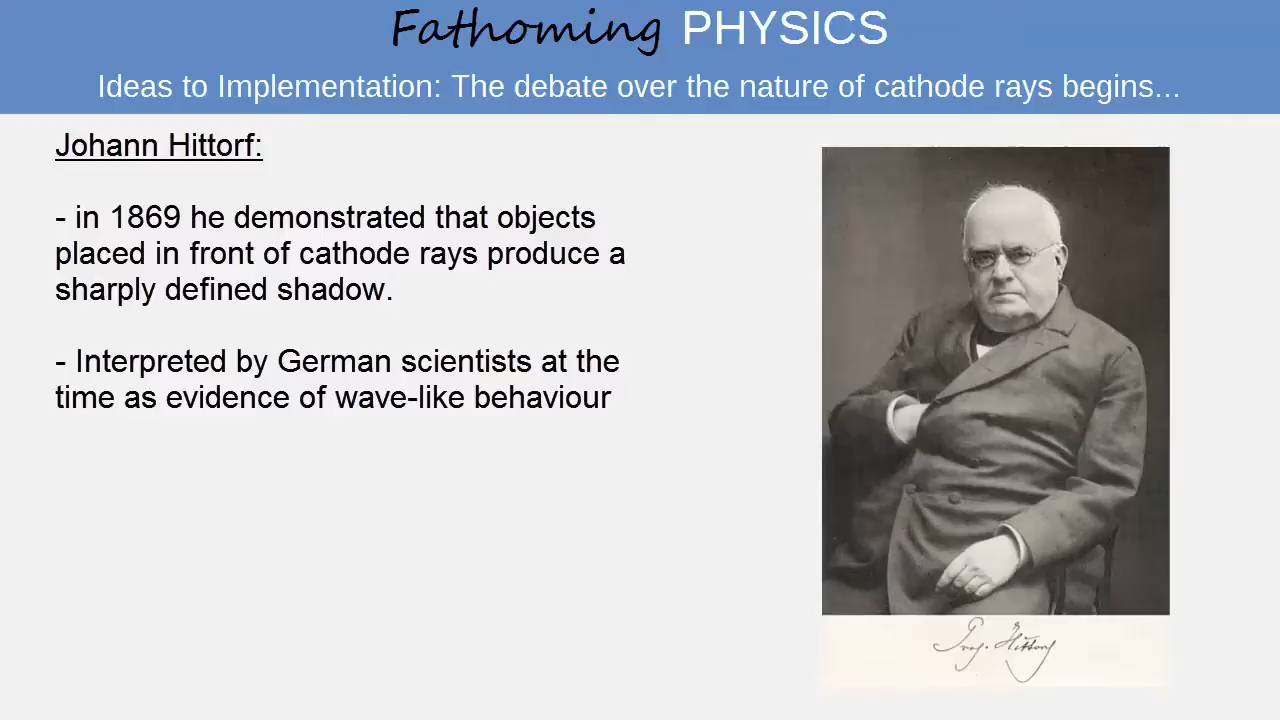 Fathoming PHYSICS
Ideas to Implementation: The debate over the nature of cathode rays begins...
Johann Hittorf:
- in 1869 he demonstrated that objects
placed in front of cathode rays produce a
sharply defined shadow.
- Interpreted by German scientists at the
time as evidence of wave-like behaviour
Prof. Hittorf